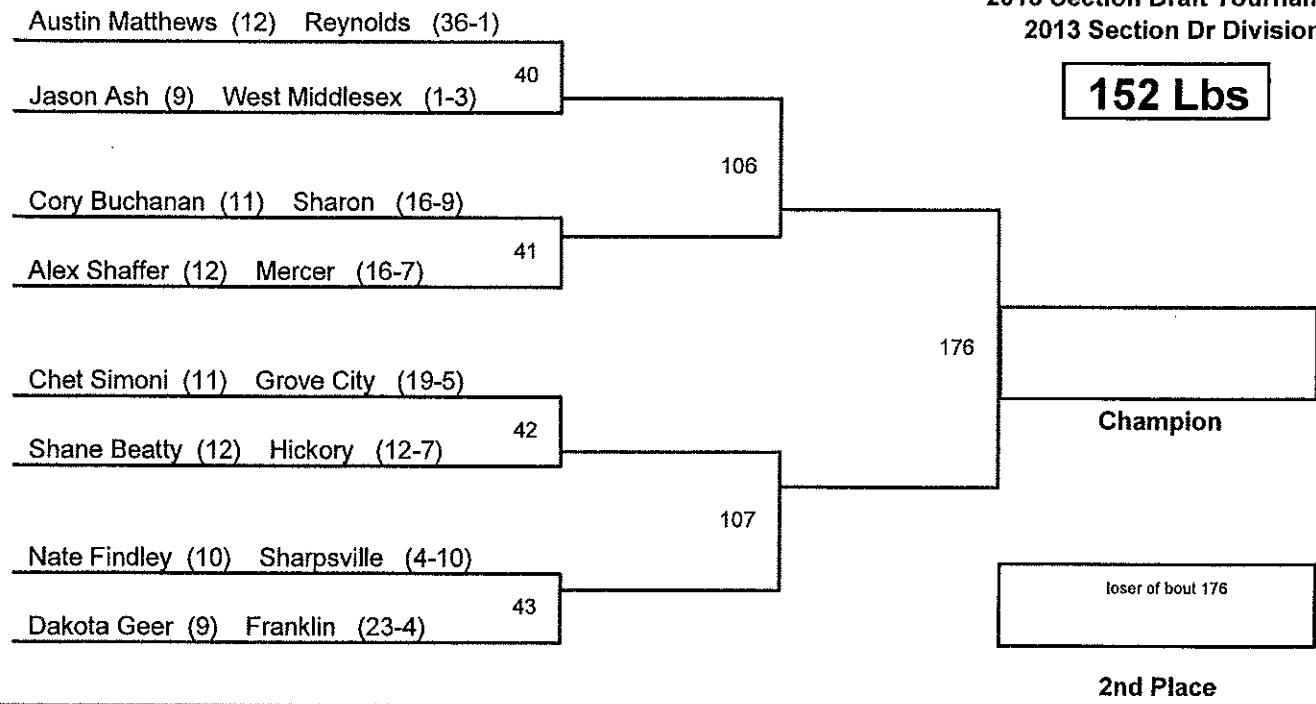 2013 Section Dr Division
152 Lbs
Austin Matthews (12) Reynolds (36-1)
40
Jason Ash (9) West Middlesex (1-3)
106
Cory Buchanan (11) Sharon (16-9)
41
Alex Shaffer (12) Mercer (16-7)
176
Chet Simoni (11) Grove City (19-5)
Champion
42
Shane Beatty (12) Hickory (12-7)
107
Nate Findley (10) Sharpsville (4-10)
loser of bout 176
43
Dakota Geer (9) Franklin (23-4)
2nd Place